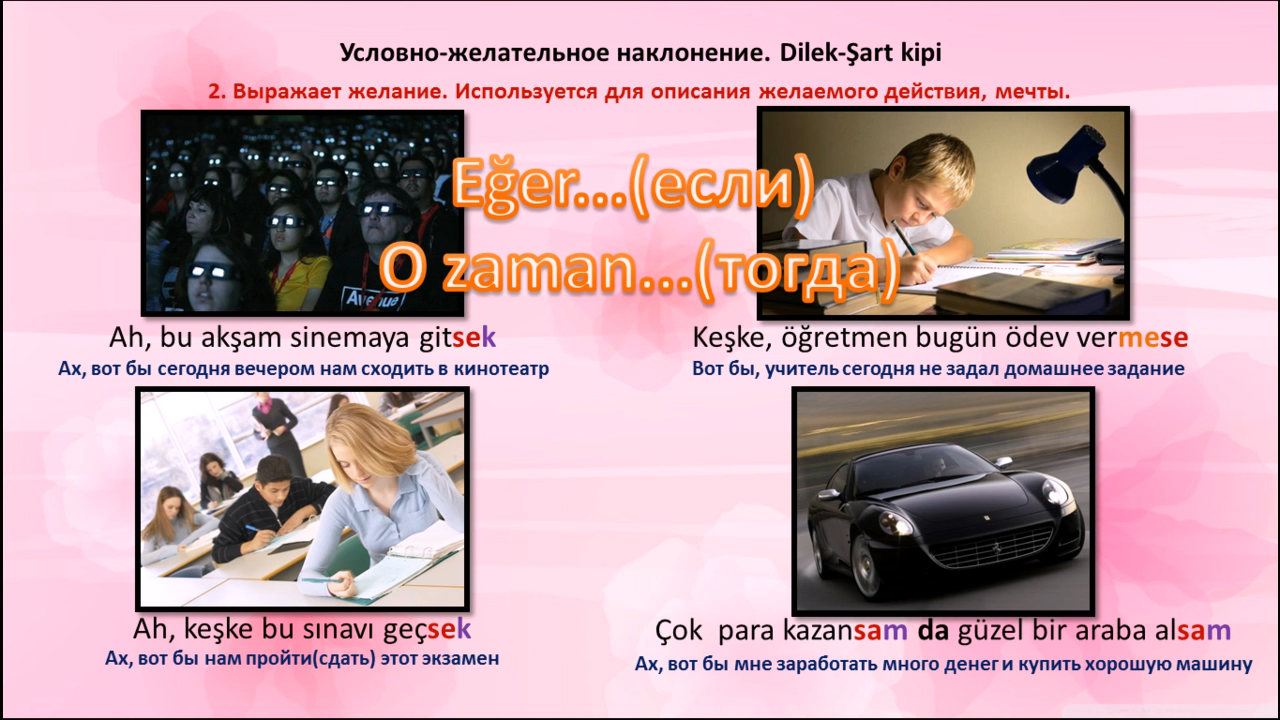 Условно-желательное наклонение. Dilek-Şart kipi
2. Выражает желание. Используется для описания желаемого действия, мечты.
Eğer...(если)
O zaman...(тогда)
Avenue
Ah, bu akşam sinemaya gitsek
Ах, вот бы сегодня вечером нам сходить в кинотеатр
Keşke, öğretmen bugün ödev vermese
Вот бы, учитель сегодня не задал домашнее задание
Ah, keşke bu sınavı geçsek
Ах, вот бы нам пройти(сдать) этот экзамен
Çok para kazansam da güzel bir araba alsam
Ах, вот бы мне заработать много денег и купить хорошую машину